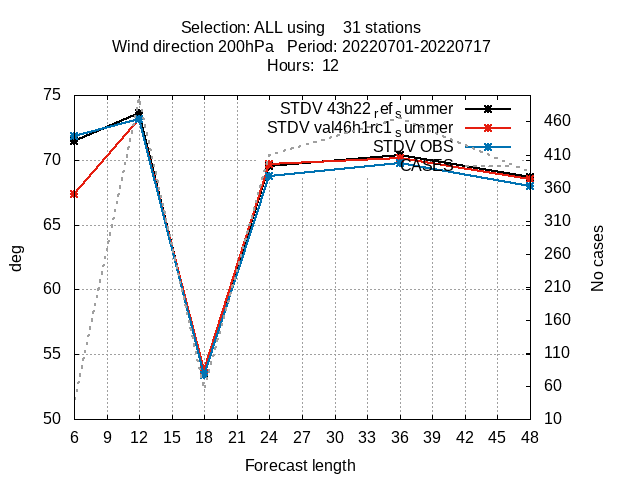 Selection: ALL using 31 stations
Wind direction 200hPa Period: 20220701-20220717
Hours: 12
STDV 43h22refsummer
STDV val46h1rc1summer
STDV OBS
CASES
75
70
65
60
55
50
deg
460
410
360
310
260
210
160
110
60
10
No cases
6 9 12 15 18 21 24 27 30 33 36 39 42 45 48
Forecast length